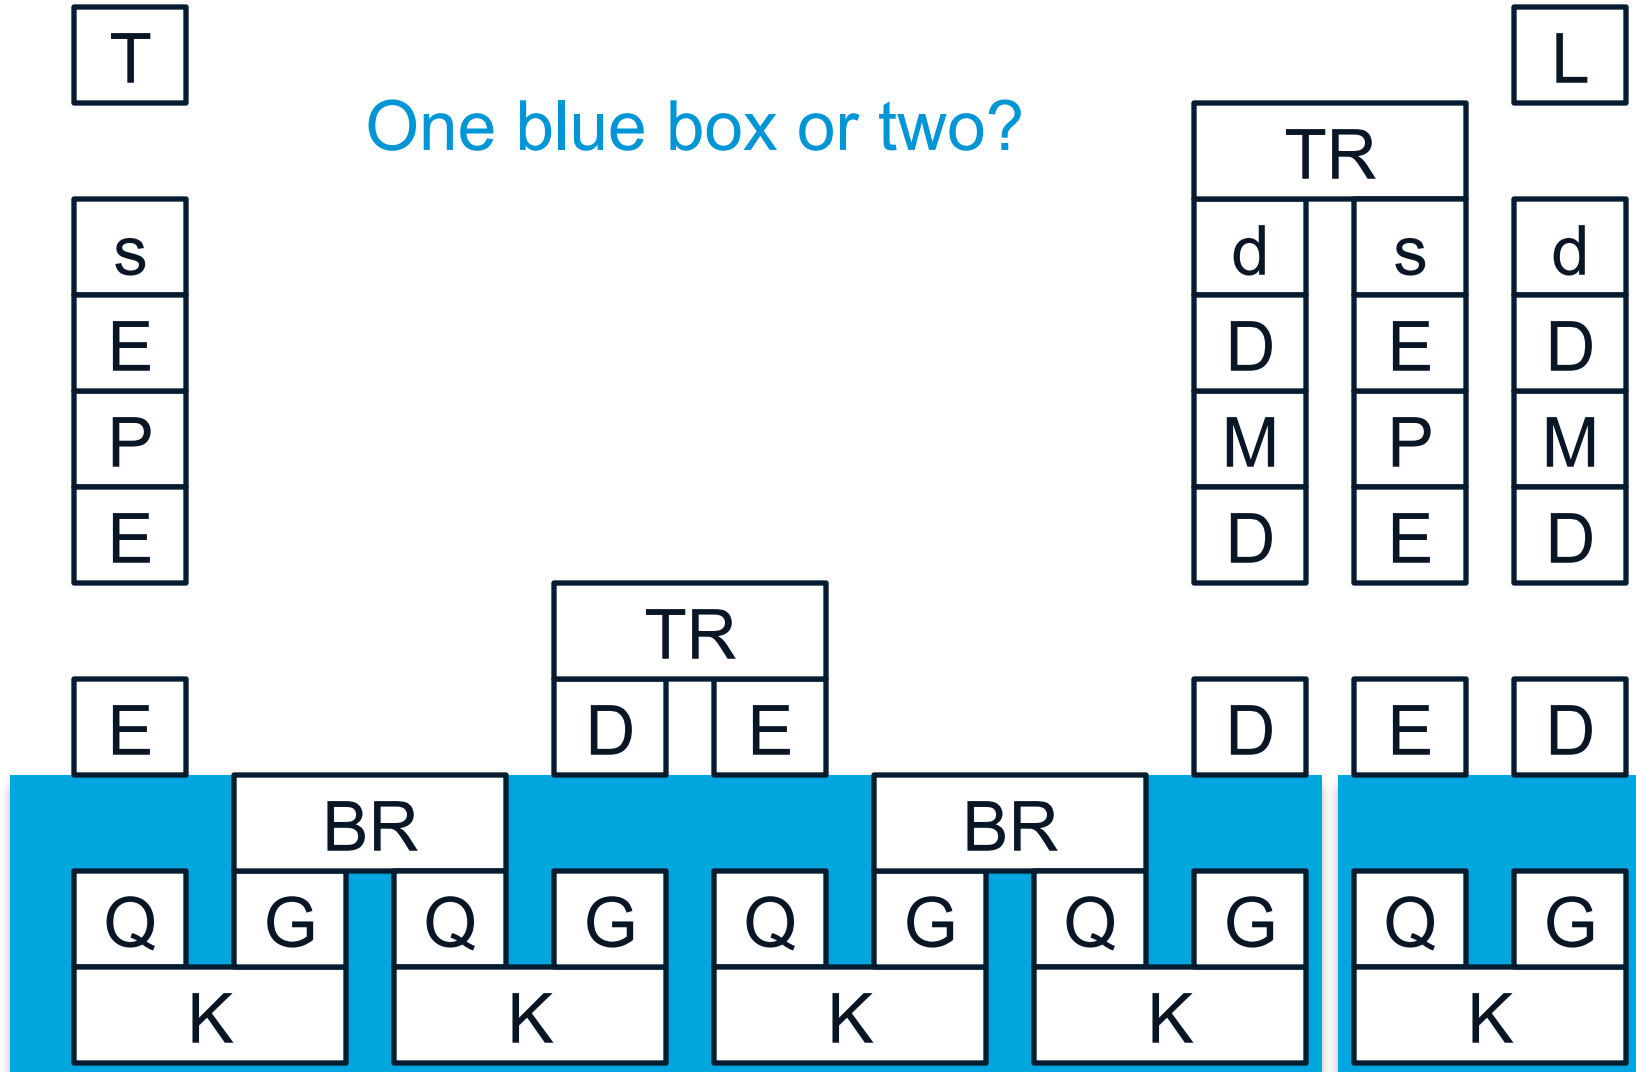 T L
One blue box or two?
TR
s d s d
E D E D
P M P M
E D E D
TR
E D E D E D
BR BR
Q G Q G Q G Q G Q G
K K K K K